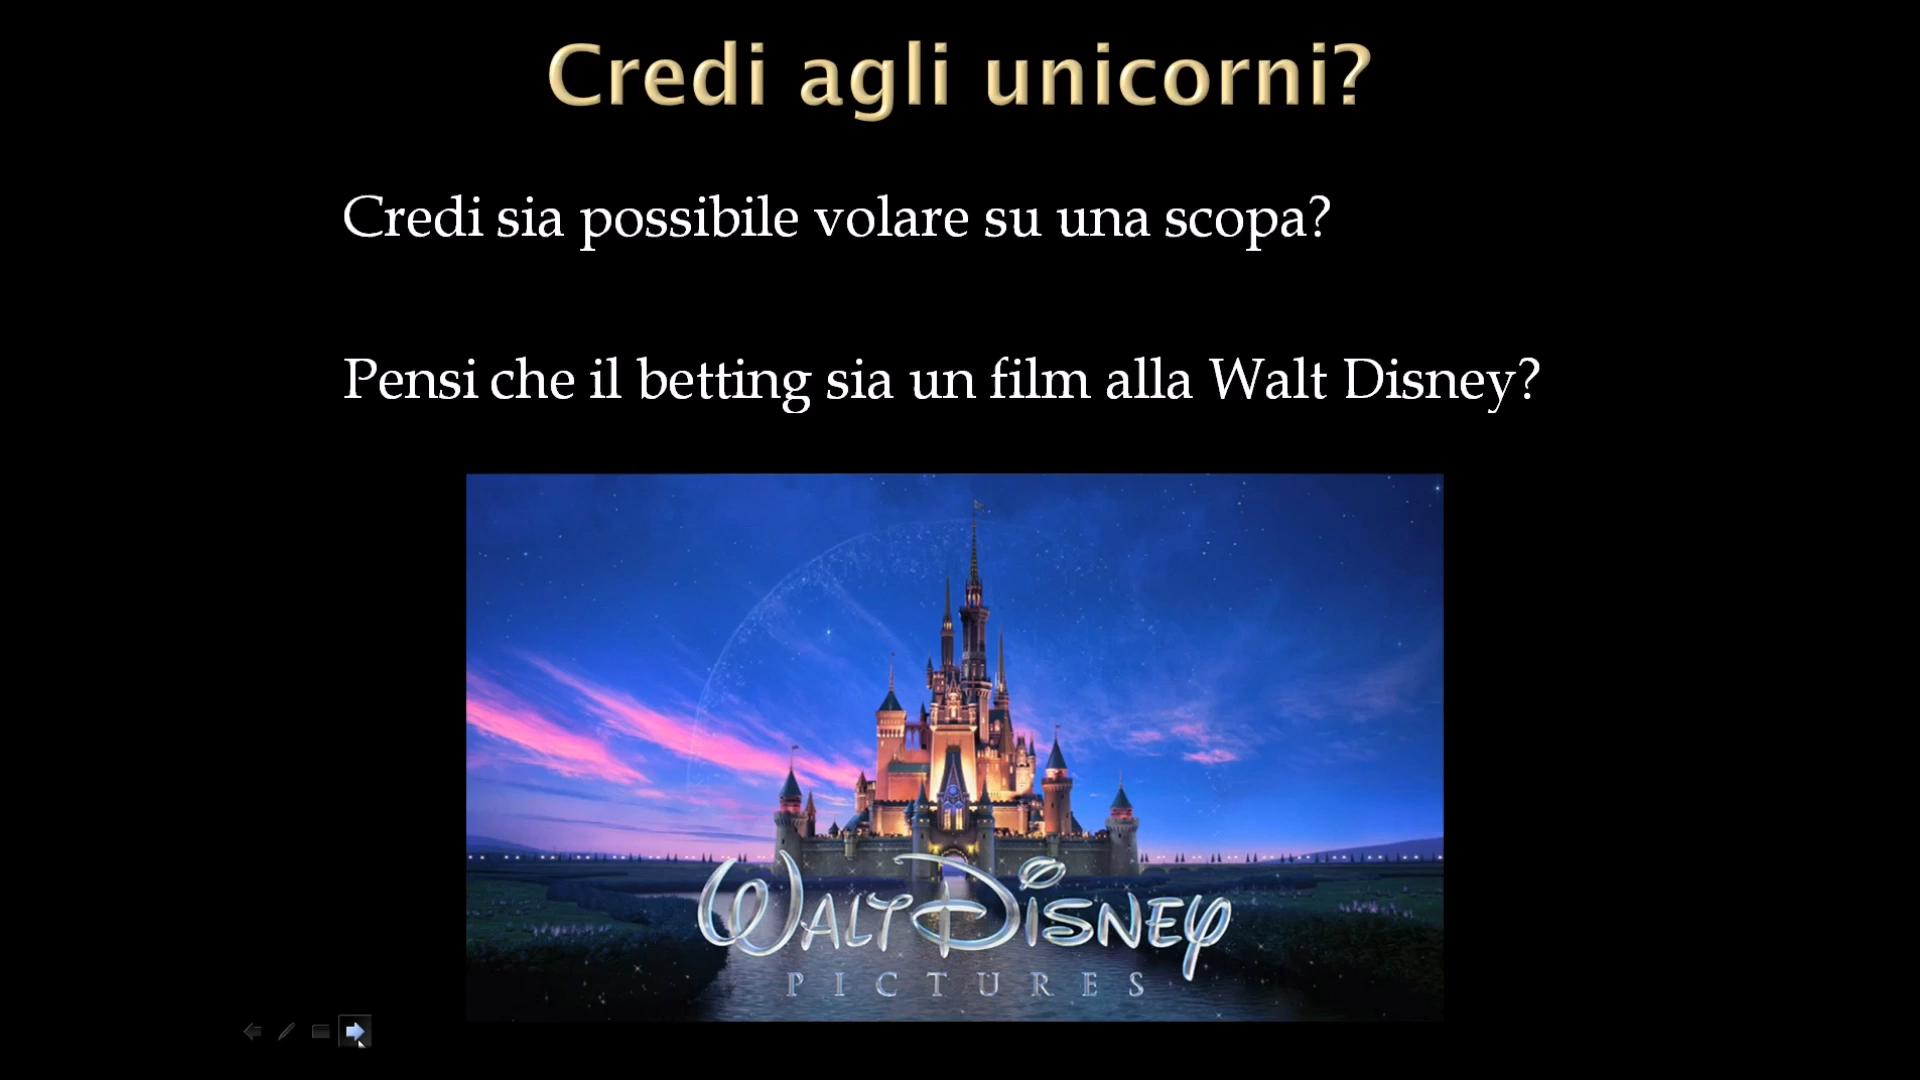 Credi agli unicorni?
Credi sia possibile volare su una scopa?
Pensi che il betting sia un film alla Walt Disney?
WALT DISNEY
PICTURES